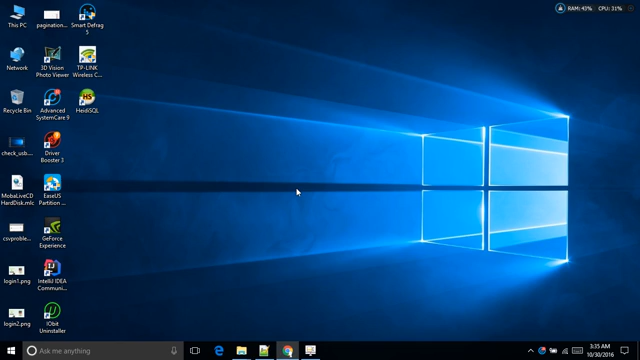 RAM: 43% CPU: 31%
This PC
pagination...
Smart Defrag
5
Network
3D Vision
Photo Viewer
TP-LINK
Wireless C...
Recycle Bin
Advanced
SystemCare 9
HS
HeidiSQL
check_usb...
Driver
Booster 3
MobaLiveCD
HardDisk.mlc
EaseUS
Partition ...
csvproble...
GeForce
Experience
login1.png
IntelliJ IDEA
Communi...
login2.png
IObit
Uninstaller
Ask me anything
3:35 AM
10/30/2016